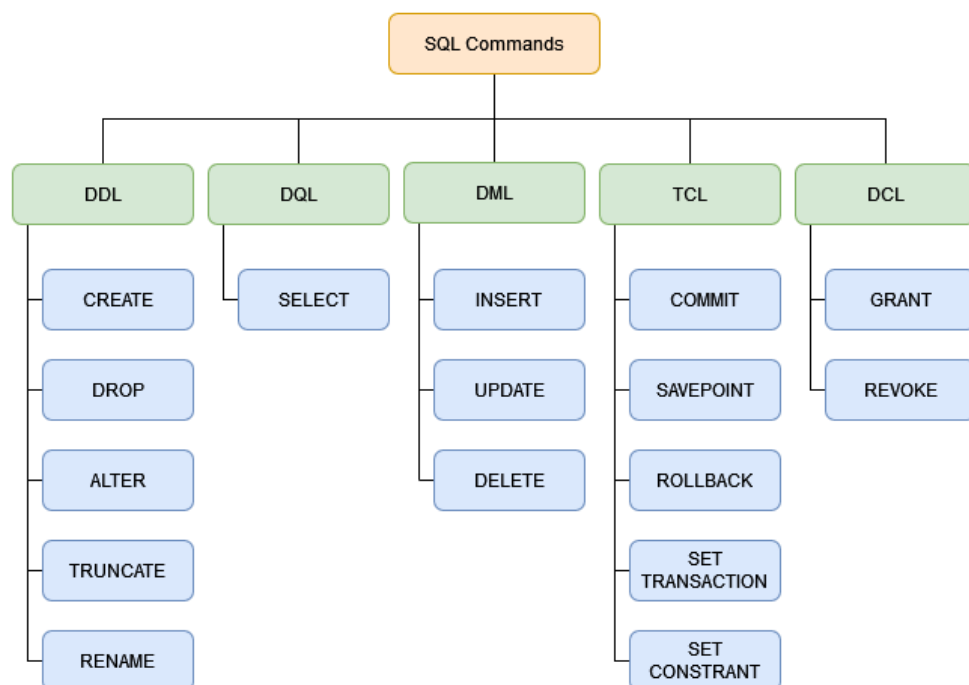 SQL Commands
DDL
DQL
DML
TCL
DCL
CREATE
SELECT
INSERT
COMMIT
GRANT
DROP
UPDATE
SAVEPOINT
REVOKE
ALTER
DELETE
ROLLBACK
TRUNCATE
SET
TRANSACTION
RENAME
SET
CONSTRANT